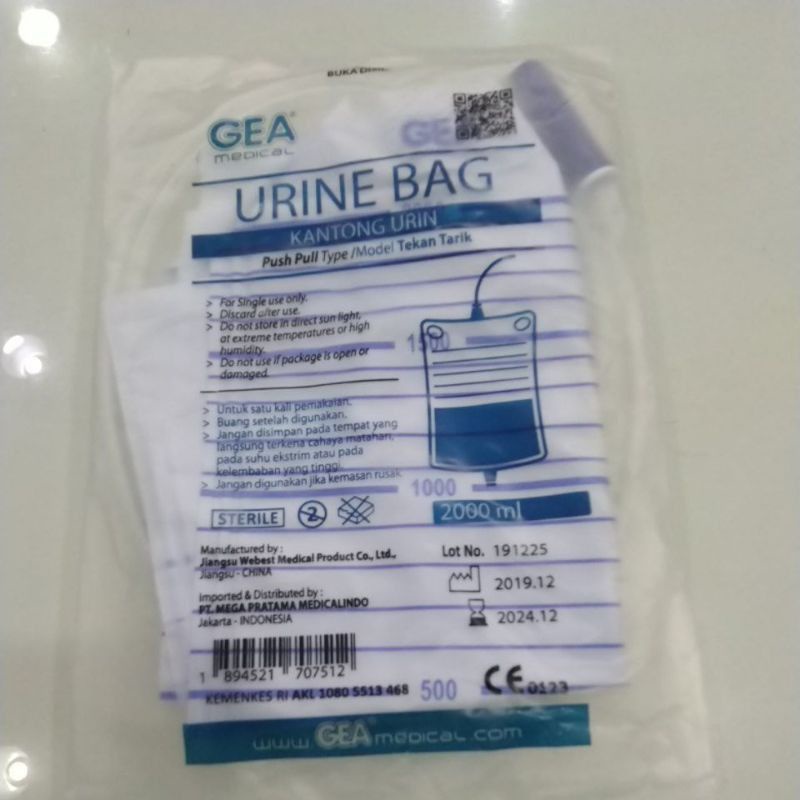 BUKA DI
GEA
medical
GE
URINE BAG
KANTONG URIN
Push Pull Type /Model Tekan Tarik
> For Single use only.
> Discard after use.
> Do not store in direct sun light,
at extreme temperatures or high
humidity.
> Do not use if package is open or
damaged.
1500
> Untuk satu kali pemakaian.
> Buang setelah digunakan.
> Jangan disimpan pada tempat yang
langsung terkena cahaya matahari,
pada suhu ekstrim atau pada
kelembaban yang tinggi.
> Jangan digunakan jika kemasan rusak
1000
STERILE 2
2000 ml
Manufactured by :
Jiangsu Webest Medical Product Co., Ltd.,
Jiangsu - CHINA
Imported & Distributed by :
PT. MEGA PRATAMA MEDICALINDO
Jakarta - INDONESIA
Lot No. 191225
2019.12
2024.12
1 894521 707512
KEMENKES RI AKL 1080 5513 468
500
CE 0123
www.GEAmedical.com